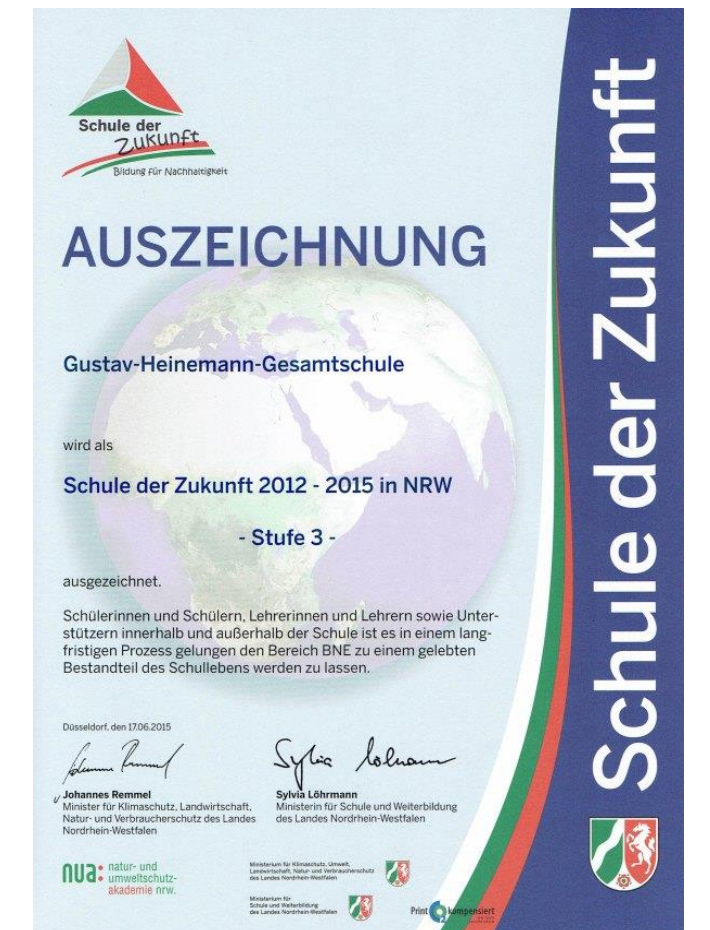 Schule der
Zukunft
Bildung für Nachhaltigkeit
AUSZEICHNUNG
Gustav-Heinemann-Gesamtschule
wird als
Schule der Zukunft 2012 - 2015 in NRW
- Stufe 3 -
ausgezeichnet.
Schülerinnen und Schülern, Lehrerinnen und Lehrern sowie Unter-
stützern innerhalb und außerhalb der Schule ist es in einem lang-
fristigen Prozess gelungen den Bereich BNE zu einem gelebten
Bestandteil des Schullebens werden zu lassen.
Düsseldorf, den 17.06.2015
Johannes Remmel
Minister für Klimaschutz, Landwirtschaft,
Natur- und Verbraucherschutz des Landes
Nordrhein-Westfalen
Sylvia Löhrmann
Ministerin für Schule und Weiterbildung
des Landes Nordrhein-Westfalen
nua: natur- und
umweltschutz-
akademie nrw.
Ministerium für Klimaschutz, Umwelt,
Landwirtschaft, Natur- und Verbraucherschutz
des Landes Nordrhein-Westfalen
Ministerium für
Schule und Weiterbildung
des Landes Nordrhein-Westfalen
Print CO2 kompensiert
Schule der Zukunft